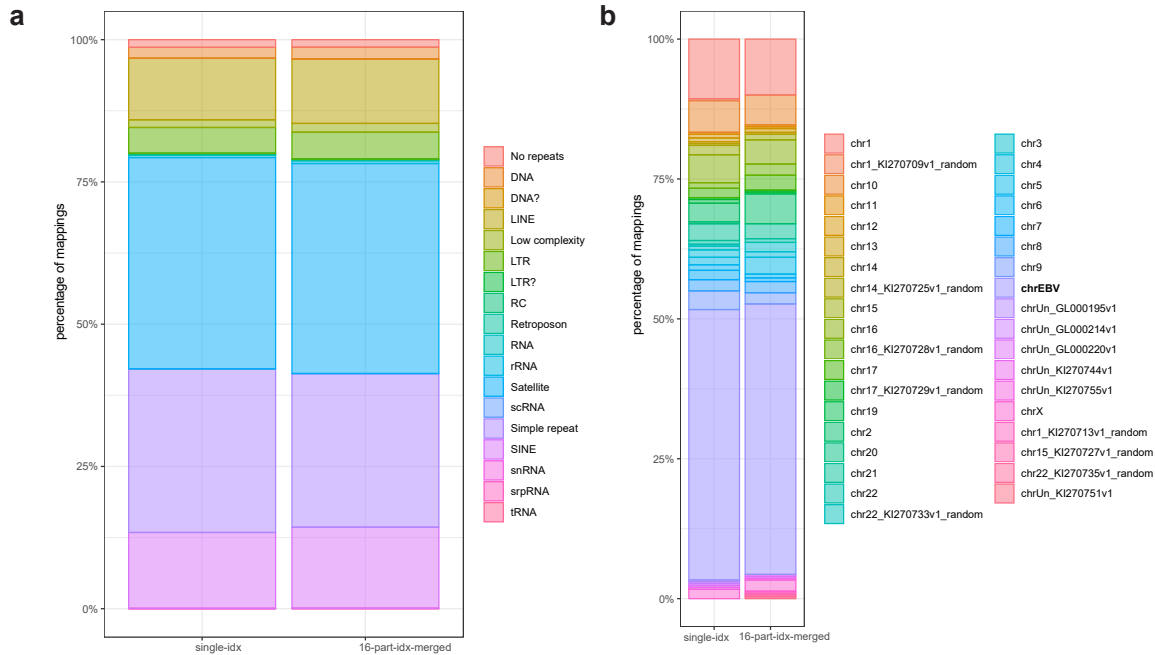 a
percentage of mappings
100%
75%
50%
25%
0%
single-idx
16-part-idx-merged
No repeats
DNA
DNA?
LINE
Low complexity
LTR
LTR?
RC
Retroposon
RNA
rRNA
Satellite
scRNA
Simple repeat
SINE
snRNA
srpRNA
tRNA
b
percentage of mappings
100%
75%
50%
25%
0%
single-idx
16-part-idx-merged
chr1
chr1_KI270709v1_random
chr10
chr11
chr12
chr13
chr14
chr14_KI270725v1_random
chr15
chr16
chr16_KI270728v1_random
chr17
chr17_KI270729v1_random
chr19
chr2
chr20
chr21
chr22
chr22_KI270733v1_random
chr3
chr4
chr5
chr6
chr7
chr8
chr9
chrEBV
chrUn_GL000195v1
chrUn_GL000214v1
chrUn_GL000220v1
chrUn_KI270744v1
chrUn_KI270755v1
chrX
chr1_KI270713v1_random
chr15_KI270727v1_random
chr22_KI270735v1_random
chrUn_KI270751v1